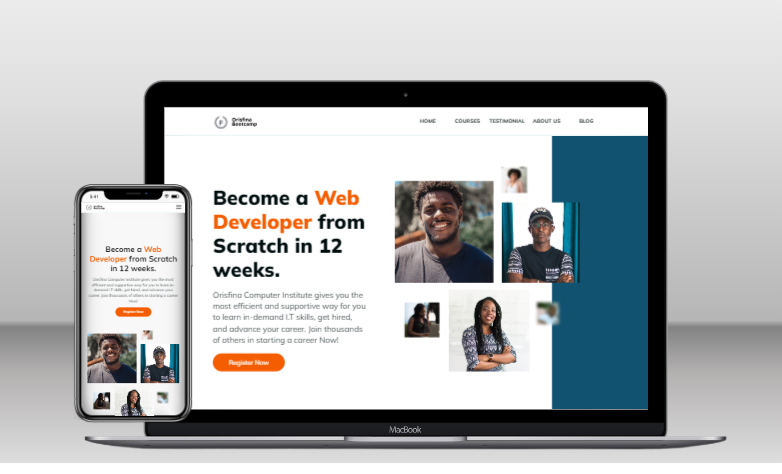 Orisfina
Bootcamp
HOME COURSES TESTIMONIAL ABOUT US BLOG
Become a Web
Developer from
Scratch in 12
weeks.
Orisfina Computer Institute gives you the
most efficient and supportive way for you
to learn in-demand I.T skills, get hired,
and advance your career. Join thousands
of others in starting a career Now!
Register Now
MacBook
9:41
Become a Web
Developer from Scratch
in 12 weeks.
Orisfina Computer Institute gives you the most
efficient and supportive way for you to learn in-
demand I.T skills, get hired, and advance your
career. Join thousands of others in starting a career
Now!
Register Now